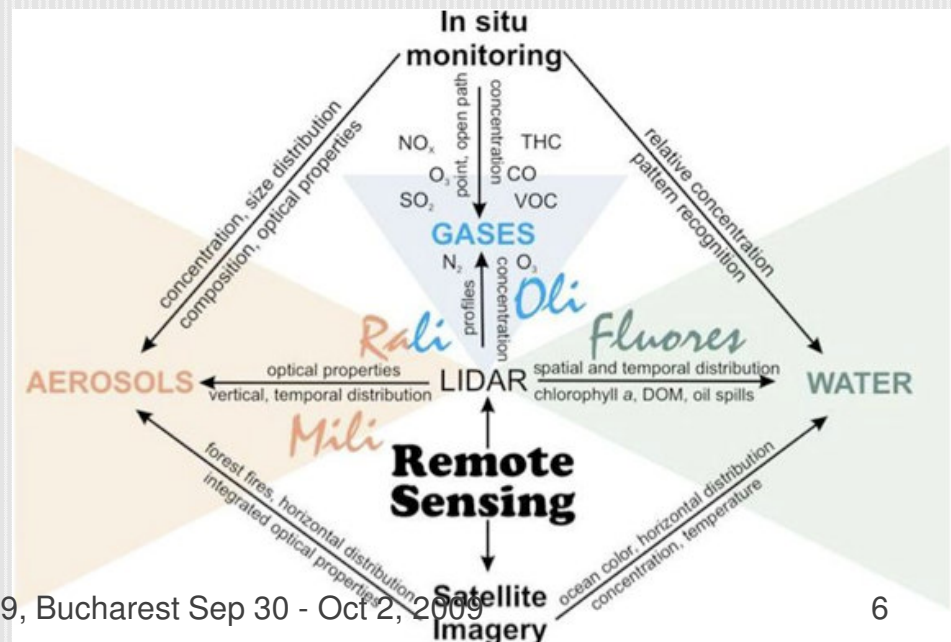 In situ
monitoring
concentration, size distribution
composition, optical properties
point, open path
concentration
relative concentration
pattern recognition
NOx THC
O3 CO
SO2 VOC
GASES
N2 O3
profiles
concentration
Oli
Rali
Fluores
AEROSOLS
optical properties
vertical, temporal distribution
LIDAR
spatial and temporal distribution
chlorophyll a, DOM, oil spills
WATER
Mili
Remote
Sensing
forest fires, horizontal distribution
integrated optical properties
ocean color, horizontal distribution
concentration, temperature
Satellite
Imagery
9, Bucharest Sep 30 - Oct 2, 2009
6